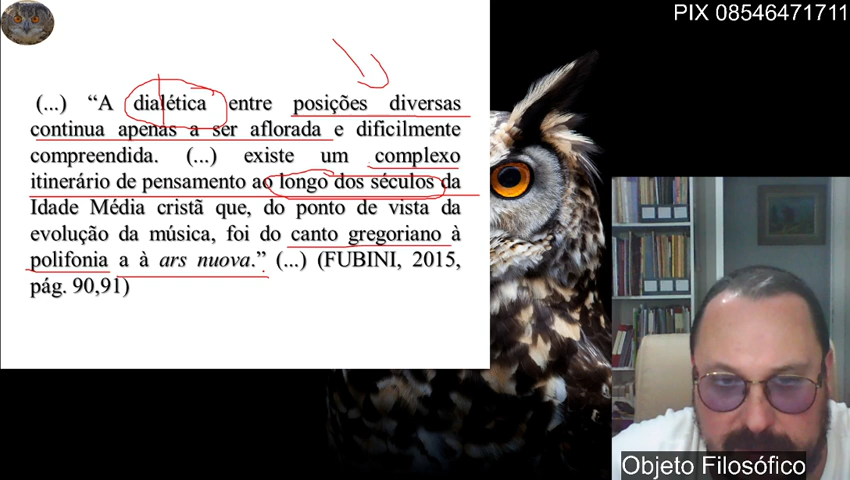 PIX 08546471711
(...) “A dialética entre posições diversas
continua apenas a ser aflorada e dificilmente
compreendida. (...) existe um complexo
itinerário de pensamento ao longo dos séculos da
Idade Média cristã que, do ponto de vista da
evolução da música, foi do canto gregoriano à
polifonia a à ars nuova.” (...) (FUBINI, 2015,
pág. 90,91)
Objeto Filosófico